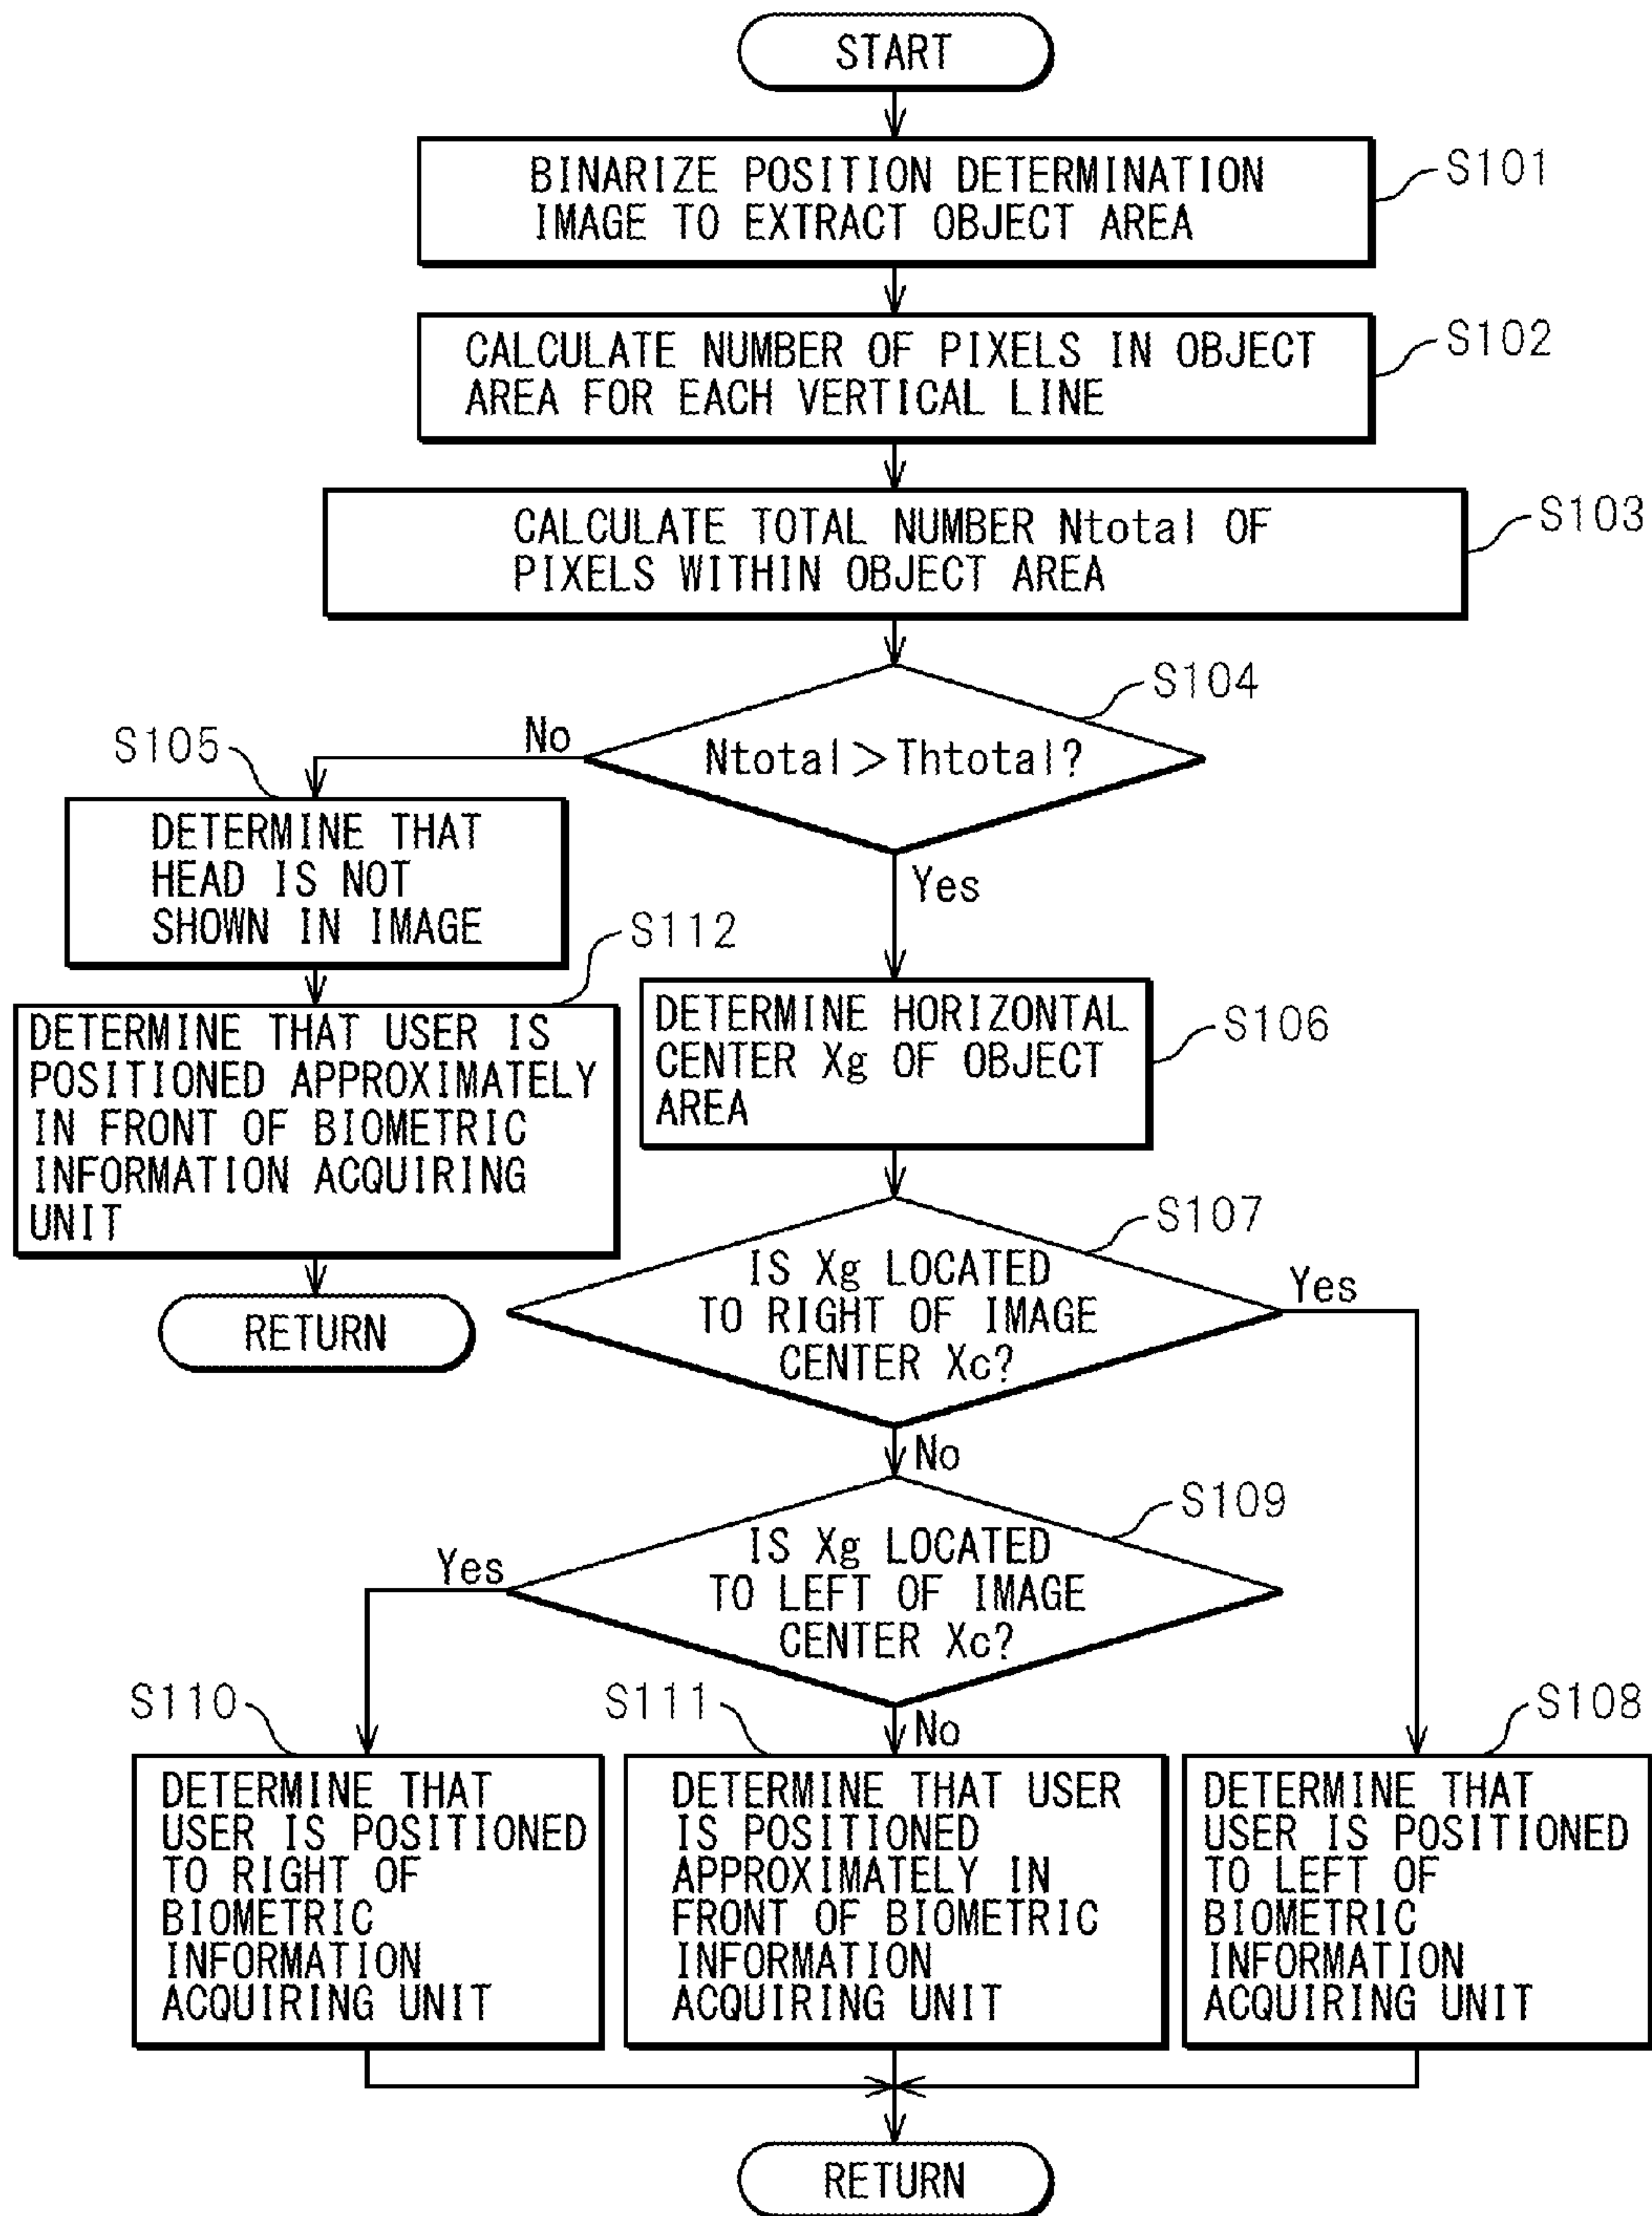 START
BINARIZE POSITION DETERMINATION
IMAGE TO EXTRACT OBJECT AREA
S101
CALCULATE NUMBER OF PIXELS IN OBJECT
AREA FOR EACH VERTICAL LINE
S102
CALCULATE TOTAL NUMBER Ntotal OF
PIXELS WITHIN OBJECT AREA
S103
S104
Ntotal>Thtotal?
No
Yes
S105
DETERMINE THAT
HEAD IS NOT
SHOWN IN IMAGE
S112
DETERMINE THAT USER IS
POSITIONED APPROXIMATELY
IN FRONT OF BIOMETRIC
INFORMATION ACQUIRING
UNIT
RETURN
DETERMINE HORIZONTAL
CENTER Xg OF OBJECT
AREA
S106
S107
IS Xg LOCATED
TO RIGHT OF IMAGE
CENTER Xc?
Yes
No
S109
IS Xg LOCATED
TO LEFT OF IMAGE
CENTER Xc?
Yes
No
S110
DETERMINE THAT
USER IS POSITIONED
TO RIGHT OF
BIOMETRIC
INFORMATION
ACQUIRING UNIT
S111
DETERMINE THAT USER
IS POSITIONED
APPROXIMATELY IN
FRONT OF BIOMETRIC
INFORMATION
ACQUIRING UNIT
S108
DETERMINE THAT
USER IS POSITIONED
TO LEFT OF
BIOMETRIC
INFORMATION
ACQUIRING UNIT
RETURN